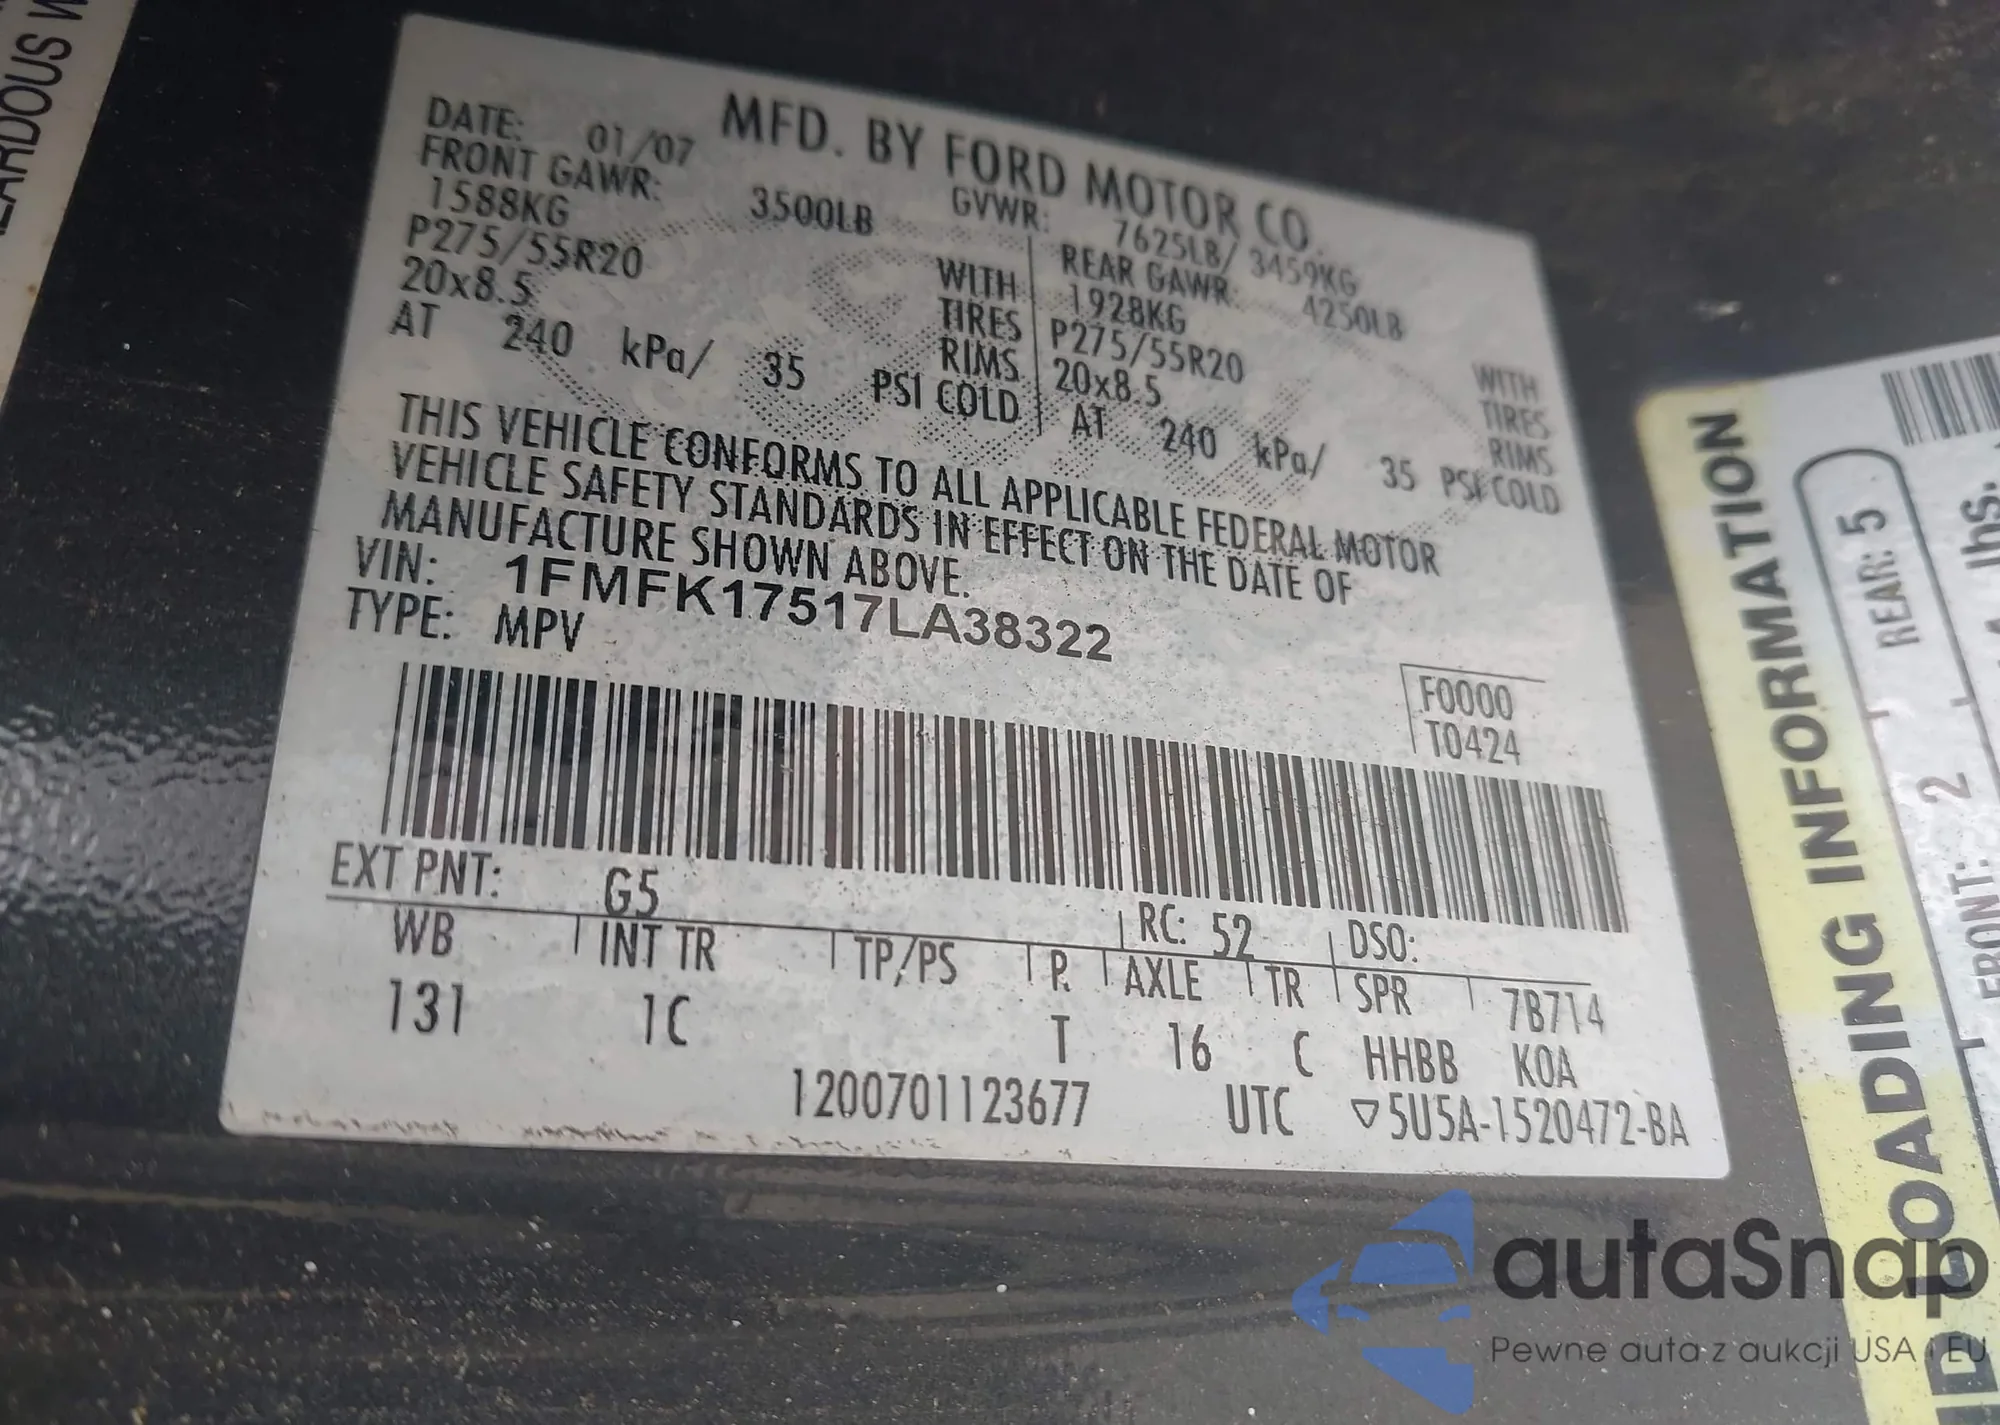 MFD. BY FORD MOTOR CO.
DATE: 01/07 GVWR: 7625LB/ 3459KG
FRONT GAWR: 3500LB REAR GAWR: 4250LB
1588KG WITH 1928KG WITH
P275/55R20 TIRES P275/55R20 TIRES
20x8.5 RIMS 20x8.5 RIMS
AT 240 kPa/ 35 PSI COLD AT 240 kPa/ 35 PSI COLD
THIS VEHICLE CONFORMS TO ALL APPLICABLE FEDERAL MOTOR
VEHICLE SAFETY STANDARDS IN EFFECT ON THE DATE OF
MANUFACTURE SHOWN ABOVE.
VIN: 1FMFK17517LA38322
TYPE: MPV
F0000
T0424
EXT PNT: G5 RC: 52 DSO:
WB INT TR TP/PS R AXLE TR SPR 7B714
131 1C T 16 C HHBB KOA
1200701123677 UTC ▽5U5A-1520472-BA
INFORMATION
LOADING INFORMATION
REAR: 5
FRONT: 2
lbs.
autaSnap
Pewne auta z aukcji USA i EU